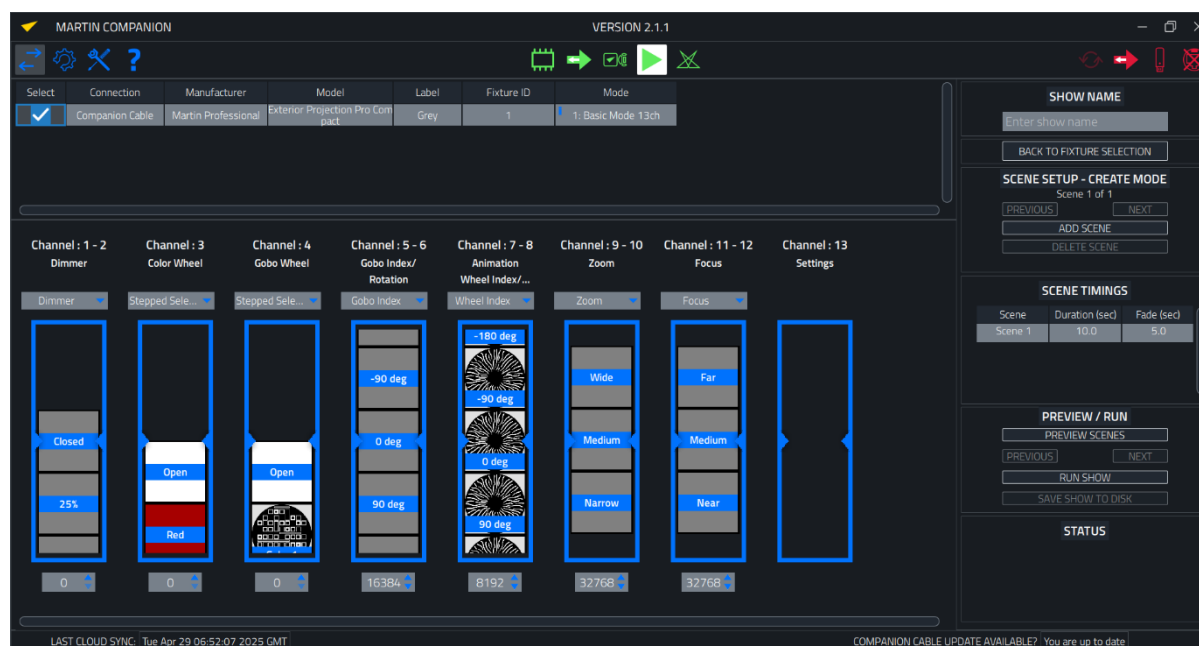 MARTIN COMPANION
VERSION 2.1.1
Select Connection Manufacturer Model Label Fixture ID Mode
Companion Cable Martin Professional Exterior Projection Pro Com
pact Grey 1 1: Basic Mode 13ch
SHOW NAME
Enter show name
BACK TO FIXTURE SELECTION
SCENE SETUP - CREATE MODE
Scene 1 of 1
PREVIOUS NEXT
ADD SCENE
DELETE SCENE
SCENE TIMINGS
Scene Duration (sec) Fade (sec)
Scene 1 10.0 5.0
PREVIEW / RUN
PREVIEW SCENES
PREVIOUS NEXT
RUN SHOW
SAVE SHOW TO DISK
STATUS
Channel : 1 - 2
Dimmer
Dimmer
Closed
25%
0
Channel : 3
Color Wheel
Stepped Sele...
Open
Red
0
Channel : 4
Gobo Wheel
Stepped Sele...
Open
0
Channel : 5 - 6
Gobo Index/
Rotation
Gobo Index
-90 deg
0 deg
90 deg
16384
Channel : 7 - 8
Animation
Wheel Index/...
Wheel Index
-180 deg
-90 deg
0 deg
90 deg
8192
Channel : 9 - 10
Zoom
Zoom
Wide
Medium
Narrow
32768
Channel : 11 - 12
Focus
Focus
Far
Medium
Near
32768
Channel : 13
Settings
LAST CLOUD SYNC: Tue Apr 29 06:52:07 2025 GMT
COMPANION CABLE UPDATE AVAILABLE? You are up to date